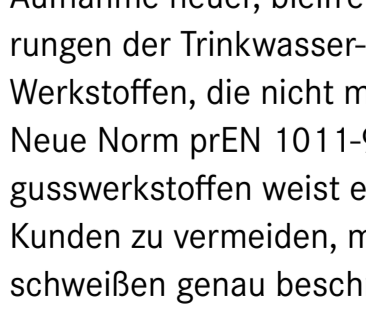 Aufnahme neuer, bleifre
rungen der Trinkwasser-
Werkstoffen, die nicht m
Neue Norm prEN 1011-9
gusswerkstoffen weist e
Kunden zu vermeiden, m
schweißen genau besch